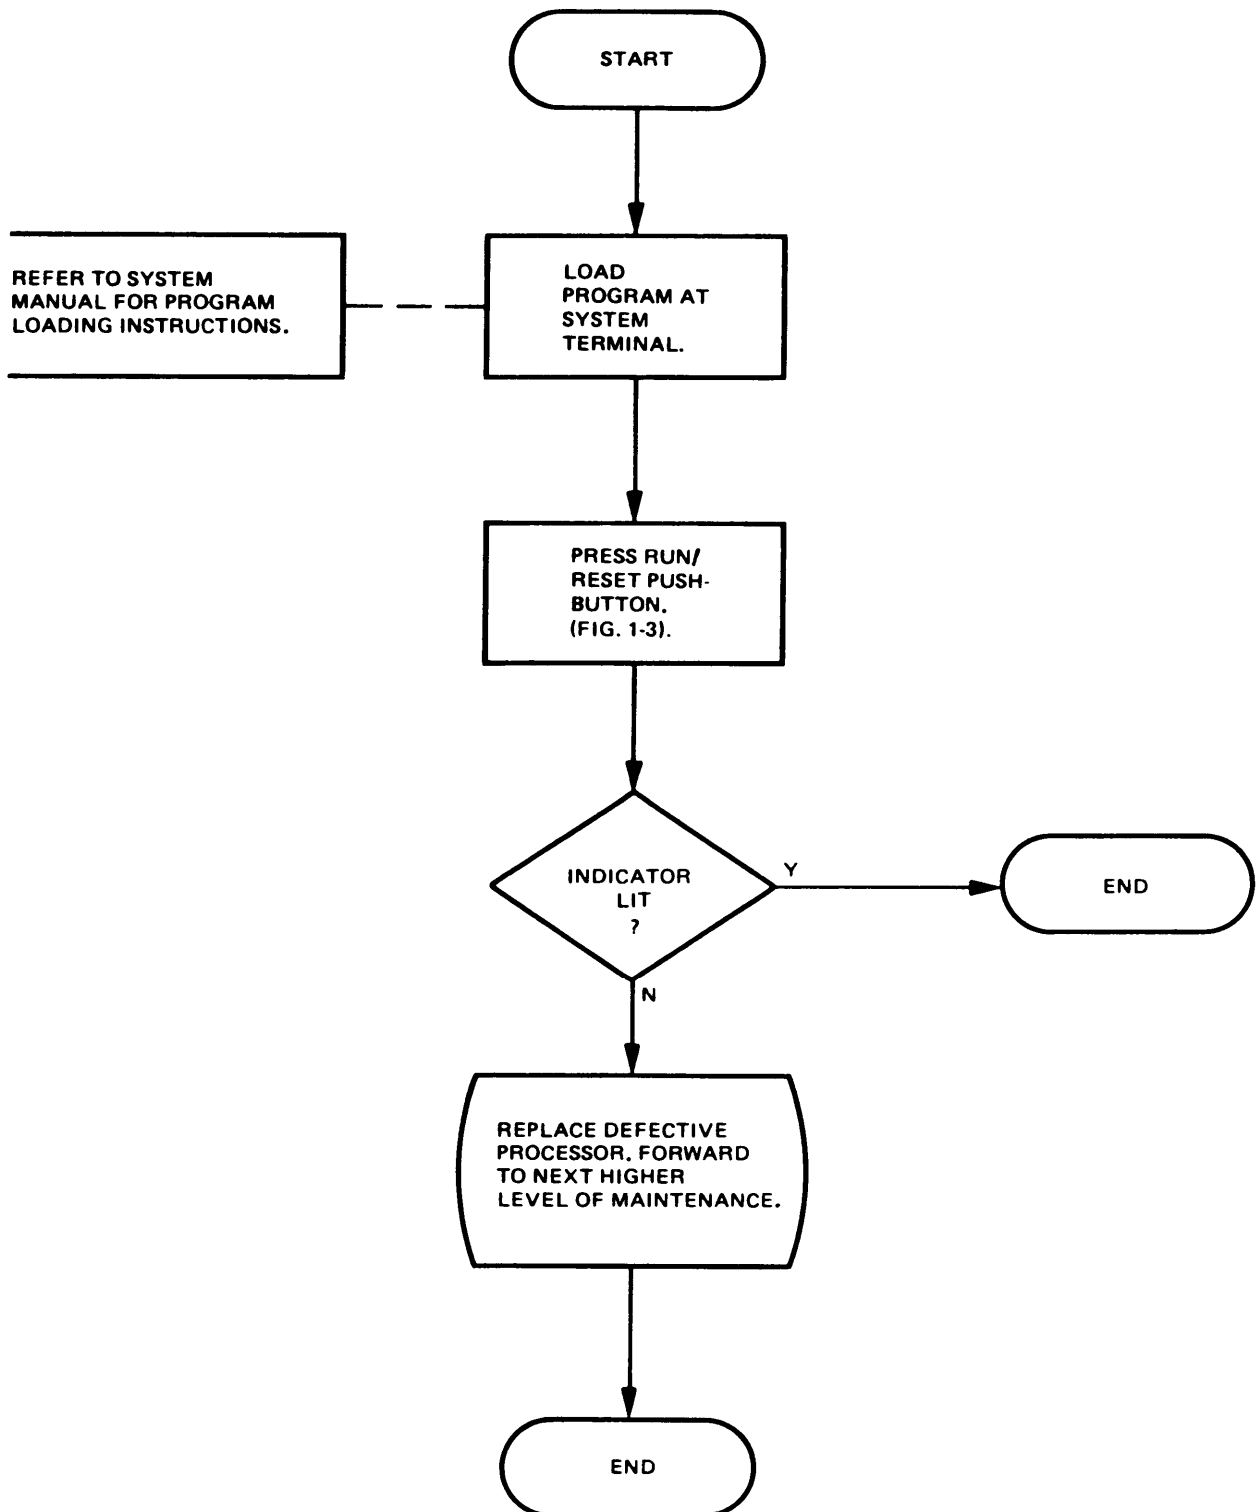 START
REFER TO SYSTEM
MANUAL FOR PROGRAM
LOADING INSTRUCTIONS.
LOAD
PROGRAM AT
SYSTEM
TERMINAL.
PRESS RUN/
RESET PUSH-
BUTTON.
(FIG. 1-3).
INDICATOR
LIT
?
Y
END
N
REPLACE DEFECTIVE
PROCESSOR. FORWARD
TO NEXT HIGHER
LEVEL OF MAINTENANCE.
END